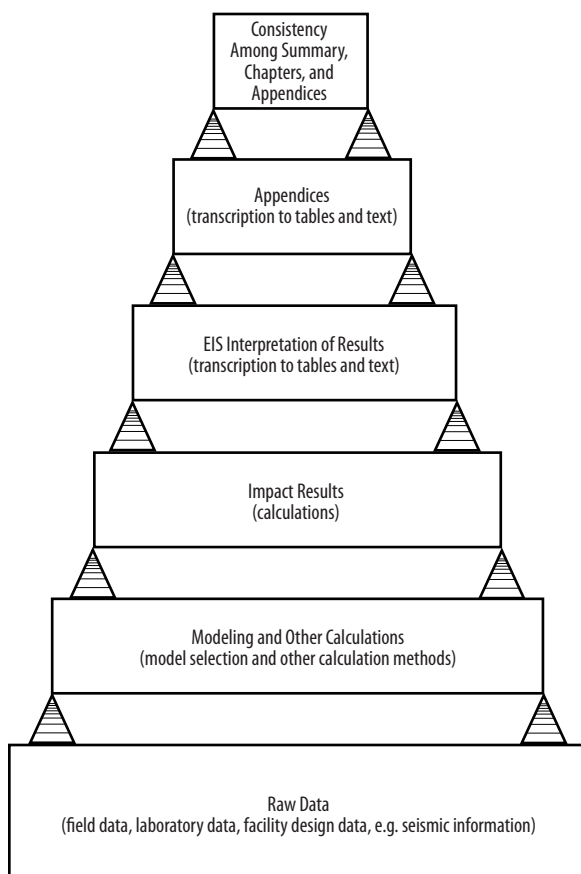 Consistency
Among Summary,
Chapters, and
Appendices
Appendices
(transcription to tables and text)
EIS Interpretation of Results
(transcription to tables and text)
Impact Results
(calculations)
Modeling and Other Calculations
(model selection and other calculation methods)
Raw Data
(field data, laboratory data, facility design data, e.g. seismic information)